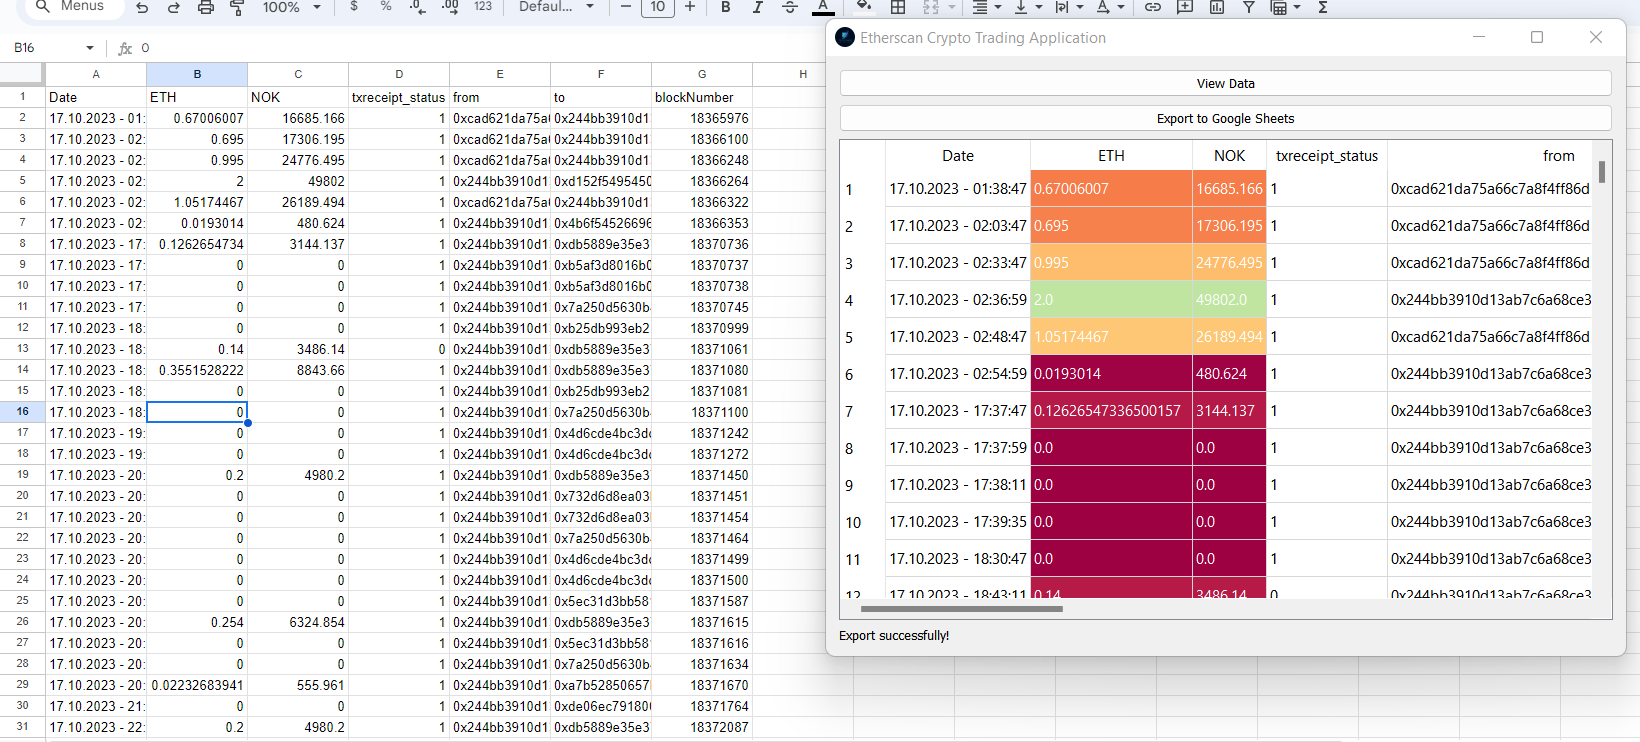 Menus 100% $ % .0 .00 123 Defaul... 10 B I A Σ
B16 fx 0
A B C D E F G H
1 Date ETH NOK txreceipt_status from to blockNumber
2 17.10.2023 - 01: 0.67006007 16685.166 1 0xcad621da75a 0x244bb3910d1 18365976
3 17.10.2023 - 02: 0.695 17306.195 1 0xcad621da75a 0x244bb3910d1 18366100
4 17.10.2023 - 02: 0.995 24776.495 1 0xcad621da75a 0x244bb3910d1 18366248
5 17.10.2023 - 02: 2 49802 1 0x244bb3910d1 0xd152f5495450 18366264
6 17.10.2023 - 02: 1.05174467 26189.494 1 0xcad621da75a 0x244bb3910d1 18366322
7 17.10.2023 - 02: 0.0193014 480.624 1 0x244bb3910d1 0x4b6f54526696 18366353
8 17.10.2023 - 17: 0.1262654734 3144.137 1 0x244bb3910d1 0xdb5889e35e3 18370736
9 17.10.2023 - 17: 0 0 1 0x244bb3910d1 0xb5af3d8016b0 18370737
10 17.10.2023 - 17: 0 0 1 0x244bb3910d1 0xb5af3d8016b0 18370738
11 17.10.2023 - 17: 0 0 1 0x244bb3910d1 0x7a250d5630b 18370745
12 17.10.2023 - 18: 0 0 1 0x244bb3910d1 0xb25db993eb2 18370999
13 17.10.2023 - 18: 0.14 3486.14 0 0x244bb3910d1 0xdb5889e35e3 18371061
14 17.10.2023 - 18: 0.3551528222 8843.66 1 0x244bb3910d1 0xdb5889e35e3 18371080
15 17.10.2023 - 18: 0 0 1 0x244bb3910d1 0xb25db993eb2 18371081
16 17.10.2023 - 18: 0 0 1 0x244bb3910d1 0x7a250d5630b 18371100
17 17.10.2023 - 19: 0 0 1 0x244bb3910d1 0x4d6cde4bc3d 18371242
18 17.10.2023 - 19: 0 0 1 0x244bb3910d1 0x4d6cde4bc3d 18371272
19 17.10.2023 - 20: 0.2 4980.2 1 0x244bb3910d1 0xdb5889e35e3 18371450
20 17.10.2023 - 20: 0 0 1 0x244bb3910d1 0x732d6d8ea03 18371451
21 17.10.2023 - 20: 0 0 1 0x244bb3910d1 0x732d6d8ea03 18371454
22 17.10.2023 - 20: 0 0 1 0x244bb3910d1 0x7a250d5630b 18371464
23 17.10.2023 - 20: 0 0 1 0x244bb3910d1 0x4d6cde4bc3d 18371499
24 17.10.2023 - 20: 0 0 1 0x244bb3910d1 0x4d6cde4bc3d 18371500
25 17.10.2023 - 20: 0 0 1 0x244bb3910d1 0x5ec31d3bb58 18371587
26 17.10.2023 - 20: 0.254 6324.854 1 0x244bb3910d1 0xdb5889e35e3 18371615
27 17.10.2023 - 20: 0 0 1 0x244bb3910d1 0x5ec31d3bb58 18371616
28 17.10.2023 - 20: 0 0 1 0x244bb3910d1 0x7a250d5630b 18371634
29 17.10.2023 - 20: 0.02232683941 555.961 1 0x244bb3910d1 0xa7b52850657 18371670
30 17.10.2023 - 21: 0 0 1 0x244bb3910d1 0xde06ec79180 18371764
31 17.10.2023 - 22: 0.2 4980.2 1 0x244bb3910d1 0xdb5889e35e3 18372087
Etherscan Crypto Trading Application
View Data
Export to Google Sheets
Date ETH NOK txreceipt_status from
1 17.10.2023 - 01:38:47 0.67006007 16685.166 1 0xcad621da75a66c7a8f4ff86d
2 17.10.2023 - 02:03:47 0.695 17306.195 1 0xcad621da75a66c7a8f4ff86d
3 17.10.2023 - 02:33:47 0.995 24776.495 1 0xcad621da75a66c7a8f4ff86d
4 17.10.2023 - 02:36:59 2.0 49802.0 1 0x244bb3910d13ab7c6a68ce3
5 17.10.2023 - 02:48:47 1.05174467 26189.494 1 0xcad621da75a66c7a8f4ff86d
6 17.10.2023 - 02:54:59 0.0193014 480.624 1 0x244bb3910d13ab7c6a68ce3
7 17.10.2023 - 17:37:47 0.12626547336500157 3144.137 1 0x244bb3910d13ab7c6a68ce3
8 17.10.2023 - 17:37:59 0.0 0.0 1 0x244bb3910d13ab7c6a68ce3
9 17.10.2023 - 17:38:11 0.0 0.0 1 0x244bb3910d13ab7c6a68ce3
10 17.10.2023 - 17:39:35 0.0 0.0 1 0x244bb3910d13ab7c6a68ce3
11 17.10.2023 - 18:30:47 0.0 0.0 1 0x244bb3910d13ab7c6a68ce3
12 17.10.2023 - 18:43:11 0.14 3486.14 0 0x244bb3910d13ab7c6a68ce3
Export successfully!